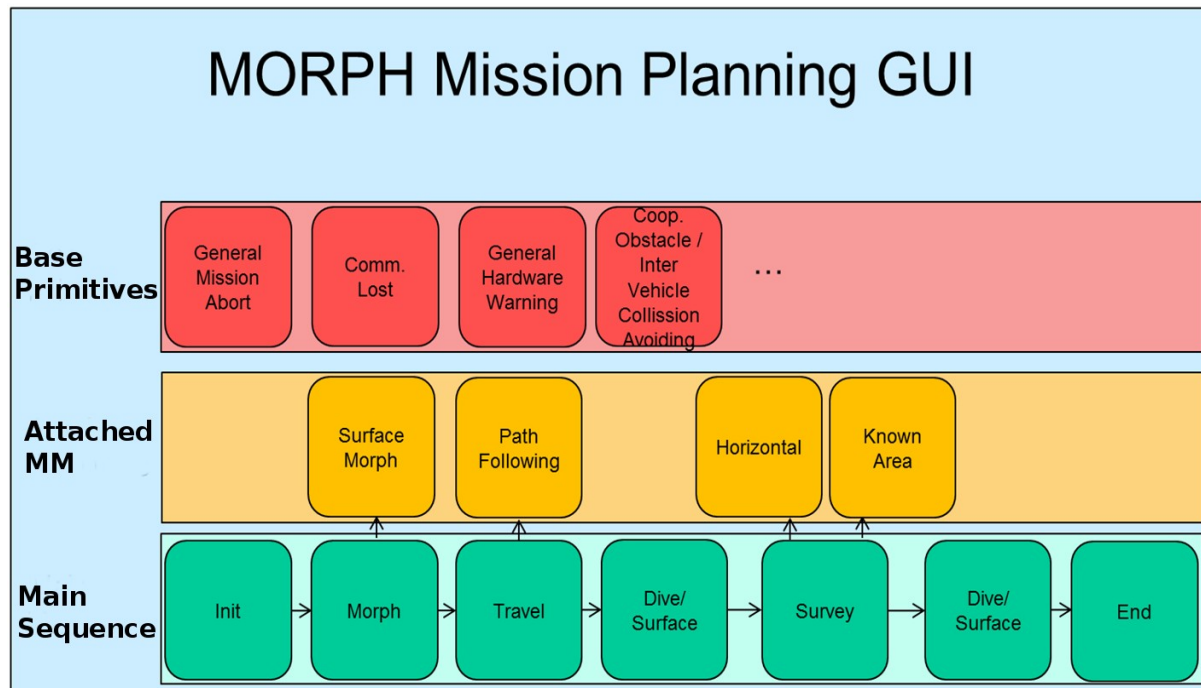 MORPH Mission Planning GUI
Base
Primitives
General
Mission
Abort
Comm.
Lost
General
Hardware
Warning
Coop.
Obstacle /
Inter
Vehicle
Collission
Avoiding
...
Attached
MM
Surface
Morph
Path
Following
Horizontal
Known
Area
Main
Sequence
Init
Morph
Travel
Dive/
Surface
Survey
Dive/
Surface
End